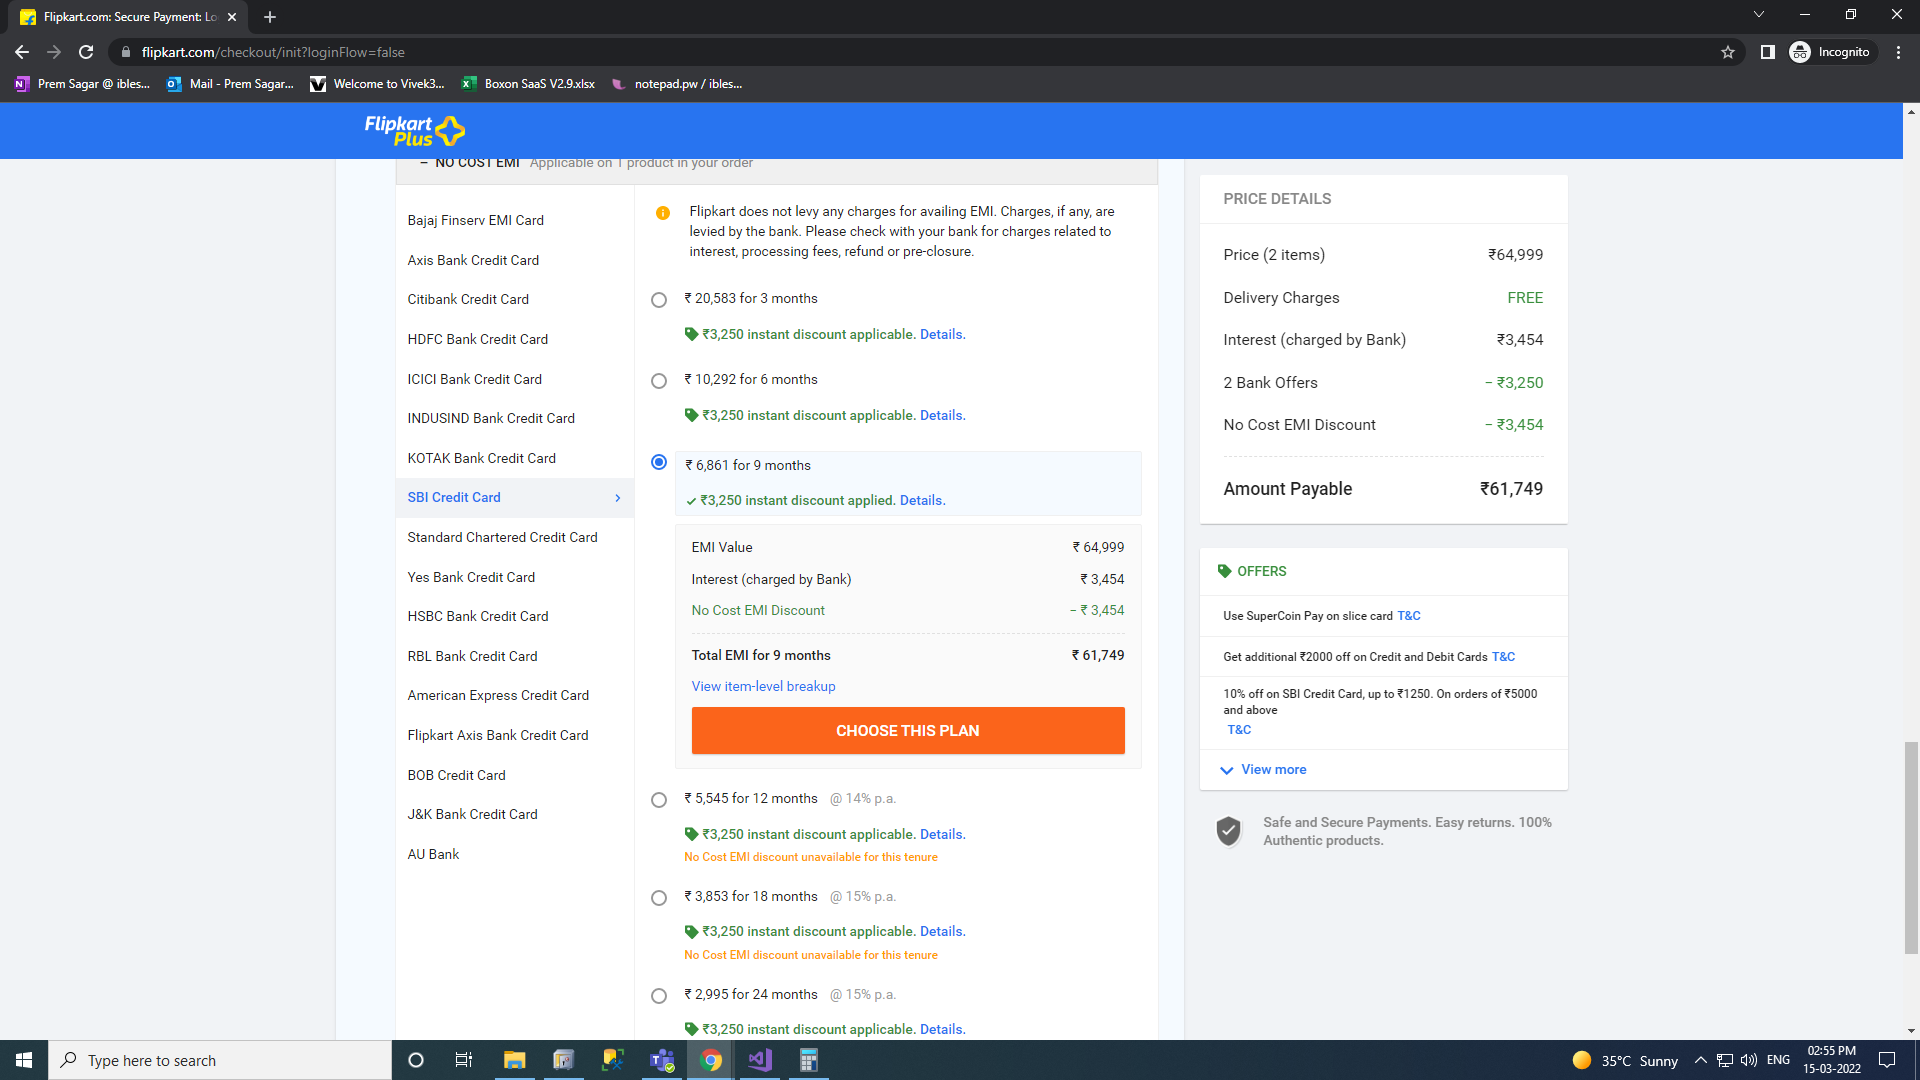 Flipkart.com: Secure Payment: Lo
flipkart.com/checkout/init?loginFlow=false
Incognito
Prem Sagar @ ibles...
Mail - Prem Sagar...
Welcome to Vivek3...
Boxon SaaS V2.9.xlsx
notepad.pw / ibles...
Flipkart
Plus
− NO COST EMI Applicable on 1 product in your order
Bajaj Finserv EMI Card
Axis Bank Credit Card
Citibank Credit Card
HDFC Bank Credit Card
ICICI Bank Credit Card
INDUSIND Bank Credit Card
KOTAK Bank Credit Card
SBI Credit Card
Standard Chartered Credit Card
Yes Bank Credit Card
HSBC Bank Credit Card
RBL Bank Credit Card
American Express Credit Card
Flipkart Axis Bank Credit Card
BOB Credit Card
J&K Bank Credit Card
AU Bank
Flipkart does not levy any charges for availing EMI. Charges, if any, are
levied by the bank. Please check with your bank for charges related to
interest, processing fees, refund or pre-closure.
₹ 20,583 for 3 months
₹3,250 instant discount applicable. Details.
₹ 10,292 for 6 months
₹3,250 instant discount applicable. Details.
₹ 6,861 for 9 months
₹3,250 instant discount applied. Details.
EMI Value ₹ 64,999
Interest (charged by Bank) ₹ 3,454
No Cost EMI Discount − ₹ 3,454
Total EMI for 9 months ₹ 61,749
View item-level breakup
CHOOSE THIS PLAN
₹ 5,545 for 12 months @ 14% p.a.
₹3,250 instant discount applicable. Details.
No Cost EMI discount unavailable for this tenure
₹ 3,853 for 18 months @ 15% p.a.
₹3,250 instant discount applicable. Details.
No Cost EMI discount unavailable for this tenure
₹ 2,995 for 24 months @ 15% p.a.
₹3,250 instant discount applicable. Details.
PRICE DETAILS
Price (2 items) ₹64,999
Delivery Charges FREE
Interest (charged by Bank) ₹3,454
2 Bank Offers − ₹3,250
No Cost EMI Discount − ₹3,454
Amount Payable ₹61,749
OFFERS
Use SuperCoin Pay on slice card T&C
Get additional ₹2000 off on Credit and Debit Cards T&C
10% off on SBI Credit Card, up to ₹1250. On orders of ₹5000
and above
T&C
View more
Safe and Secure Payments. Easy returns. 100%
Authentic products.
Type here to search
35°C Sunny
ENG
02:55 PM
15-03-2022